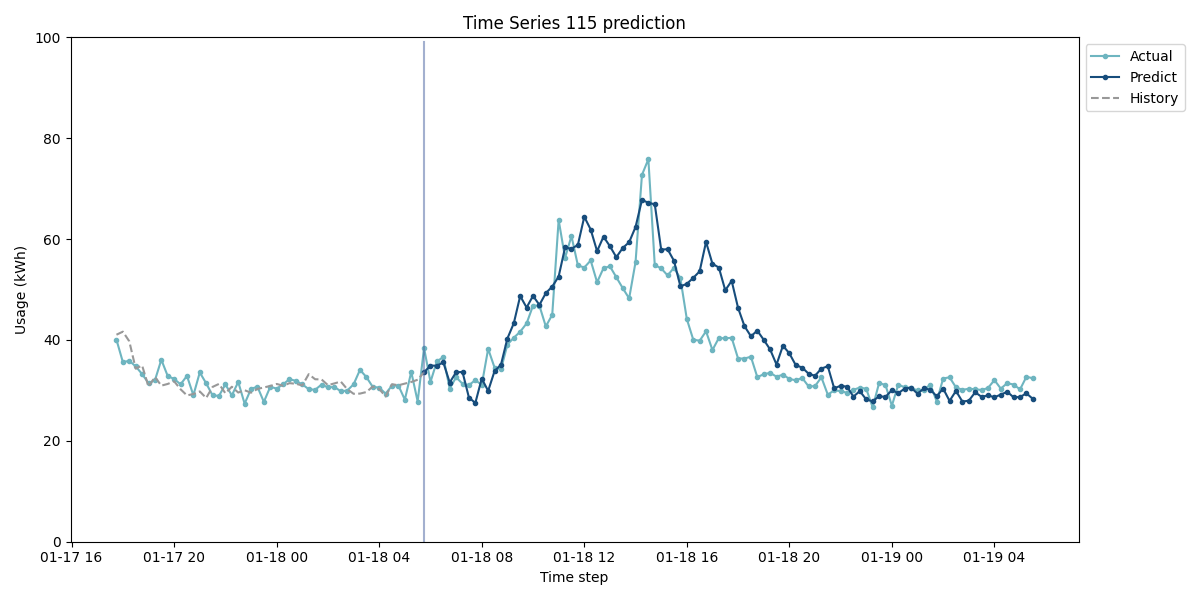 Time Series 115 prediction
Usage (kWh)
100
80
60
40
20
0
01-17 16
01-17 20
01-18 00
01-18 04
01-18 08
01-18 12
01-18 16
01-18 20
01-19 00
01-19 04
Time step
Actual
Predict
History